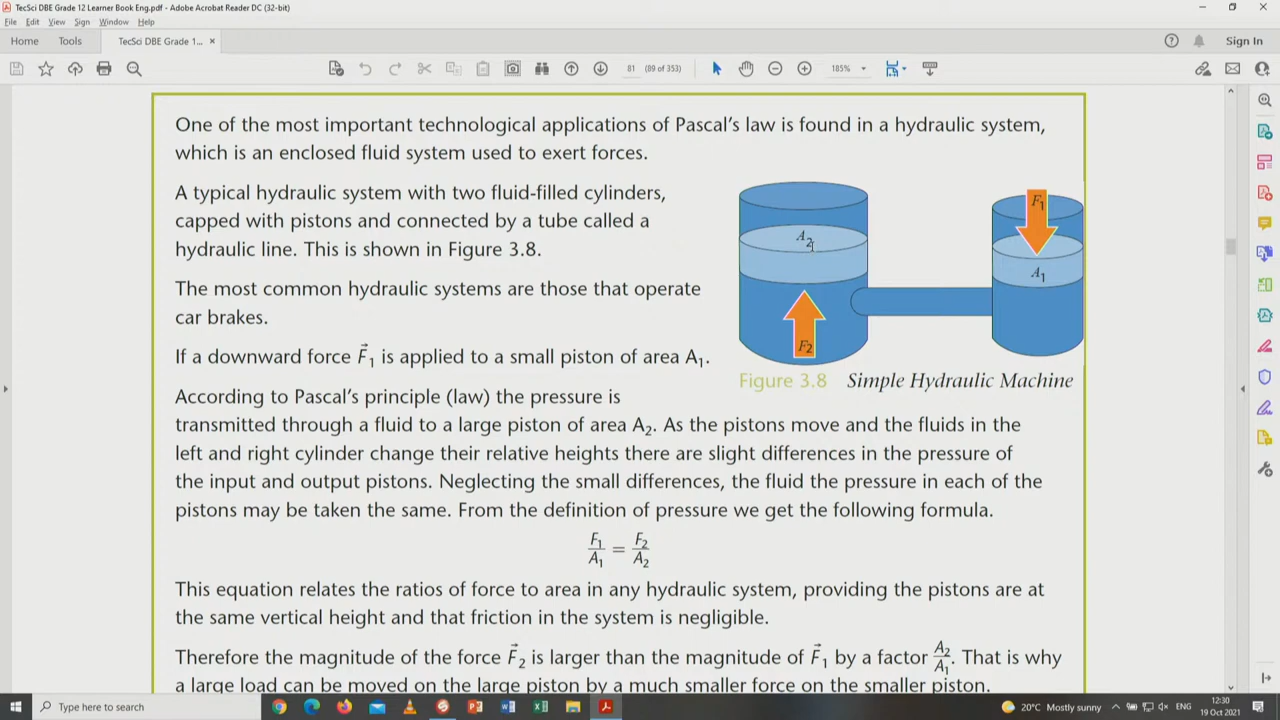 TecSci DBE Grade 12 Learner Book Eng.pdf - Adobe Acrobat Reader DC (32-bit)
File Edit View Sign Window Help
Home Tools TecSci DBE Grade 1... × Sign In
81 (89 of 353) 185%
One of the most important technological applications of Pascal's law is found in a hydraulic system,
which is an enclosed fluid system used to exert forces.
A typical hydraulic system with two fluid-filled cylinders,
capped with pistons and connected by a tube called a
hydraulic line. This is shown in Figure 3.8.
The most common hydraulic systems are those that operate
car brakes.
If a downward force F⃗₁ is applied to a small piston of area A₁.
A₂
F₂
F₁
A₁
Figure 3.8 Simple Hydraulic Machine
According to Pascal's principle (law) the pressure is
transmitted through a fluid to a large piston of area A₂. As the pistons move and the fluids in the
left and right cylinder change their relative heights there are slight differences in the pressure of
the input and output pistons. Neglecting the small differences, the fluid the pressure in each of the
pistons may be taken the same. From the definition of pressure we get the following formula.
F₁/A₁ = F₂/A₂
This equation relates the ratios of force to area in any hydraulic system, providing the pistons are at
the same vertical height and that friction in the system is negligible.
Therefore the magnitude of the force F⃗₂ is larger than the magnitude of F⃗₁ by a factor A₂/A₁. That is why
a large load can be moved on the large piston by a much smaller force on the smaller piston.
Type here to search
20°C Mostly sunny ENG
12:30
19 Oct 2021